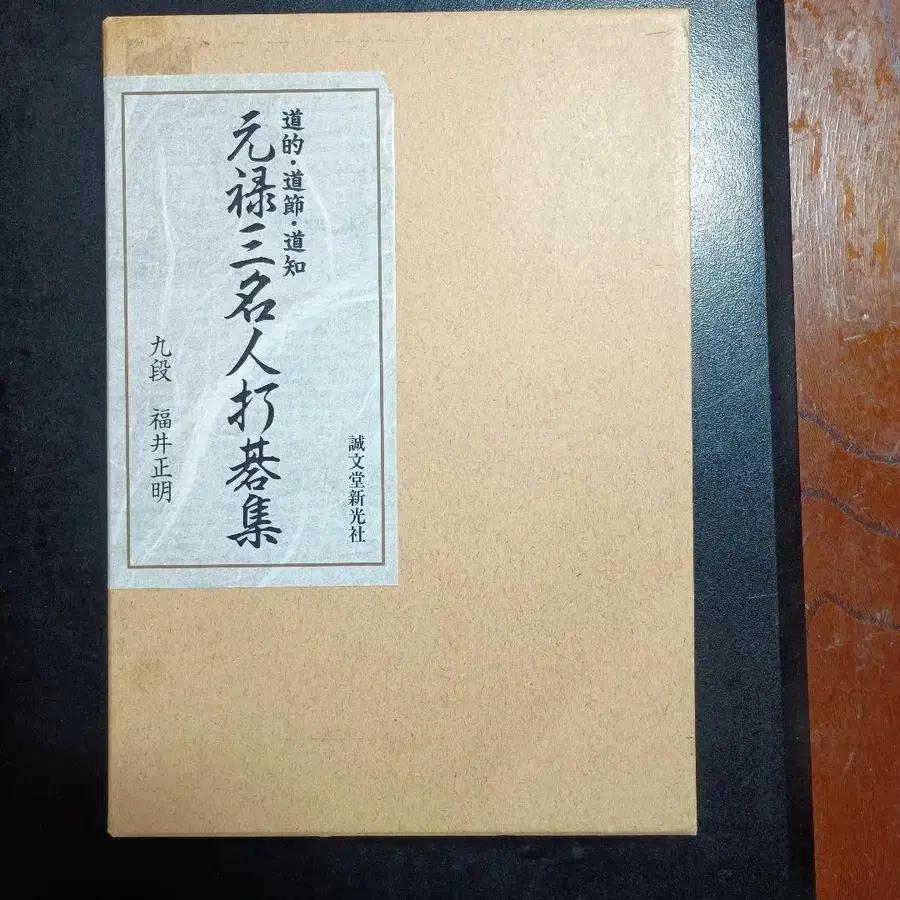 道的・道節・道知
元禄三名人打碁集
九段 福井正明
誠文堂新光社